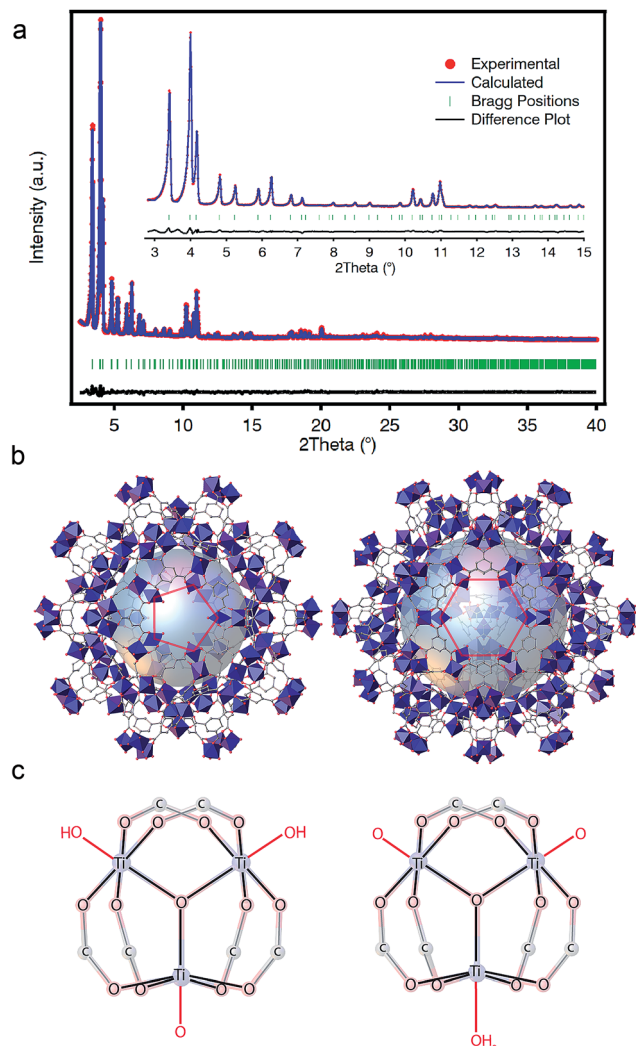 a
Experimental
Calculated
Bragg Positions
Difference Plot
Intensity (a.u.)
3 4 5 6 7 8 9 10 11 12 13 14 15
2Theta (°)
5 10 15 20 25 30 35 40
2Theta (°)
b
c
C C C C
O O O O O O O O
HO OH O O
Ti Ti Ti Ti
O O O O O O O O O O
C C C C C C C C
Ti Ti
O O O O O O O O
O
OH